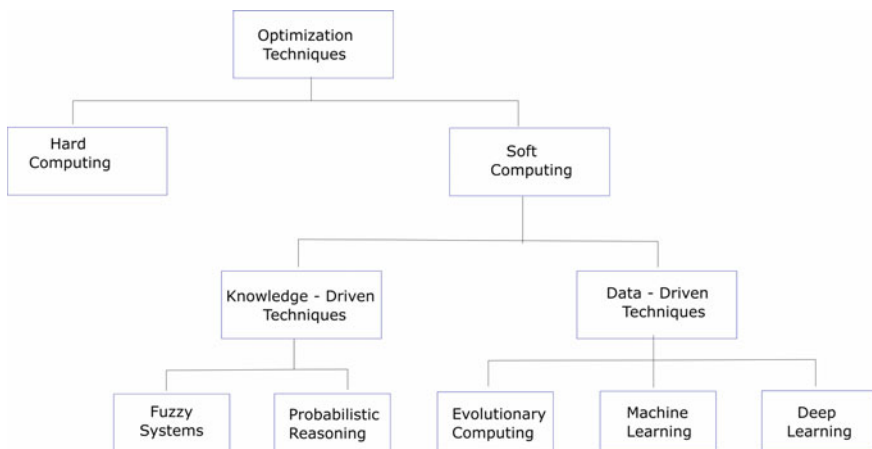 Optimization
Techniques
Hard
Computing
Soft
Computing
Knowledge - Driven
Techniques
Data - Driven
Techniques
Fuzzy
Systems
Probabilistic
Reasoning
Evolutionary
Computing
Machine
Learning
Deep
Learning